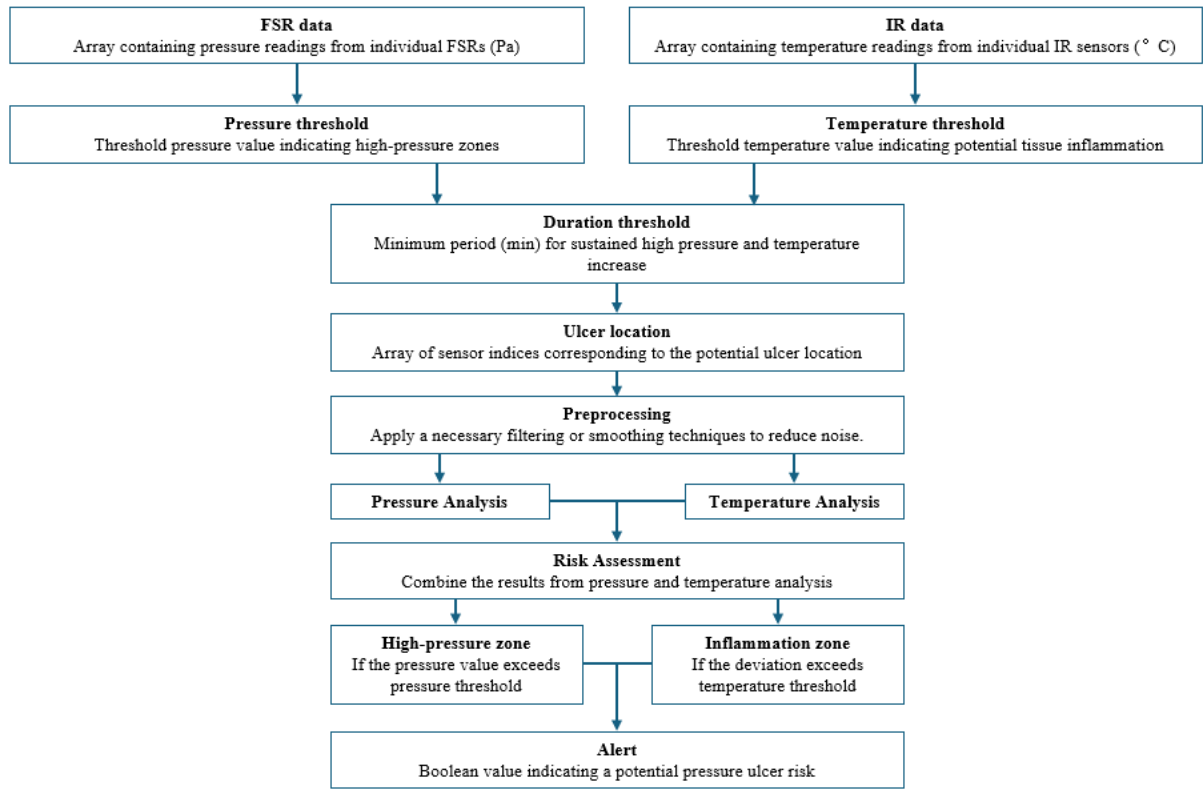 FSR data
Array containing pressure readings from individual FSRs (Pa)
IR data
Array containing temperature readings from individual IR sensors (° C)
Pressure threshold
Threshold pressure value indicating high-pressure zones
Temperature threshold
Threshold temperature value indicating potential tissue inflammation
Duration threshold
Minimum period (min) for sustained high pressure and temperature
increase
Ulcer location
Array of sensor indices corresponding to the potential ulcer location
Preprocessing
Apply a necessary filtering or smoothing techniques to reduce noise.
Pressure Analysis
Temperature Analysis
Risk Assessment
Combine the results from pressure and temperature analysis
High-pressure zone
If the pressure value exceeds
pressure threshold
Inflammation zone
If the deviation exceeds
temperature threshold
Alert
Boolean value indicating a potential pressure ulcer risk